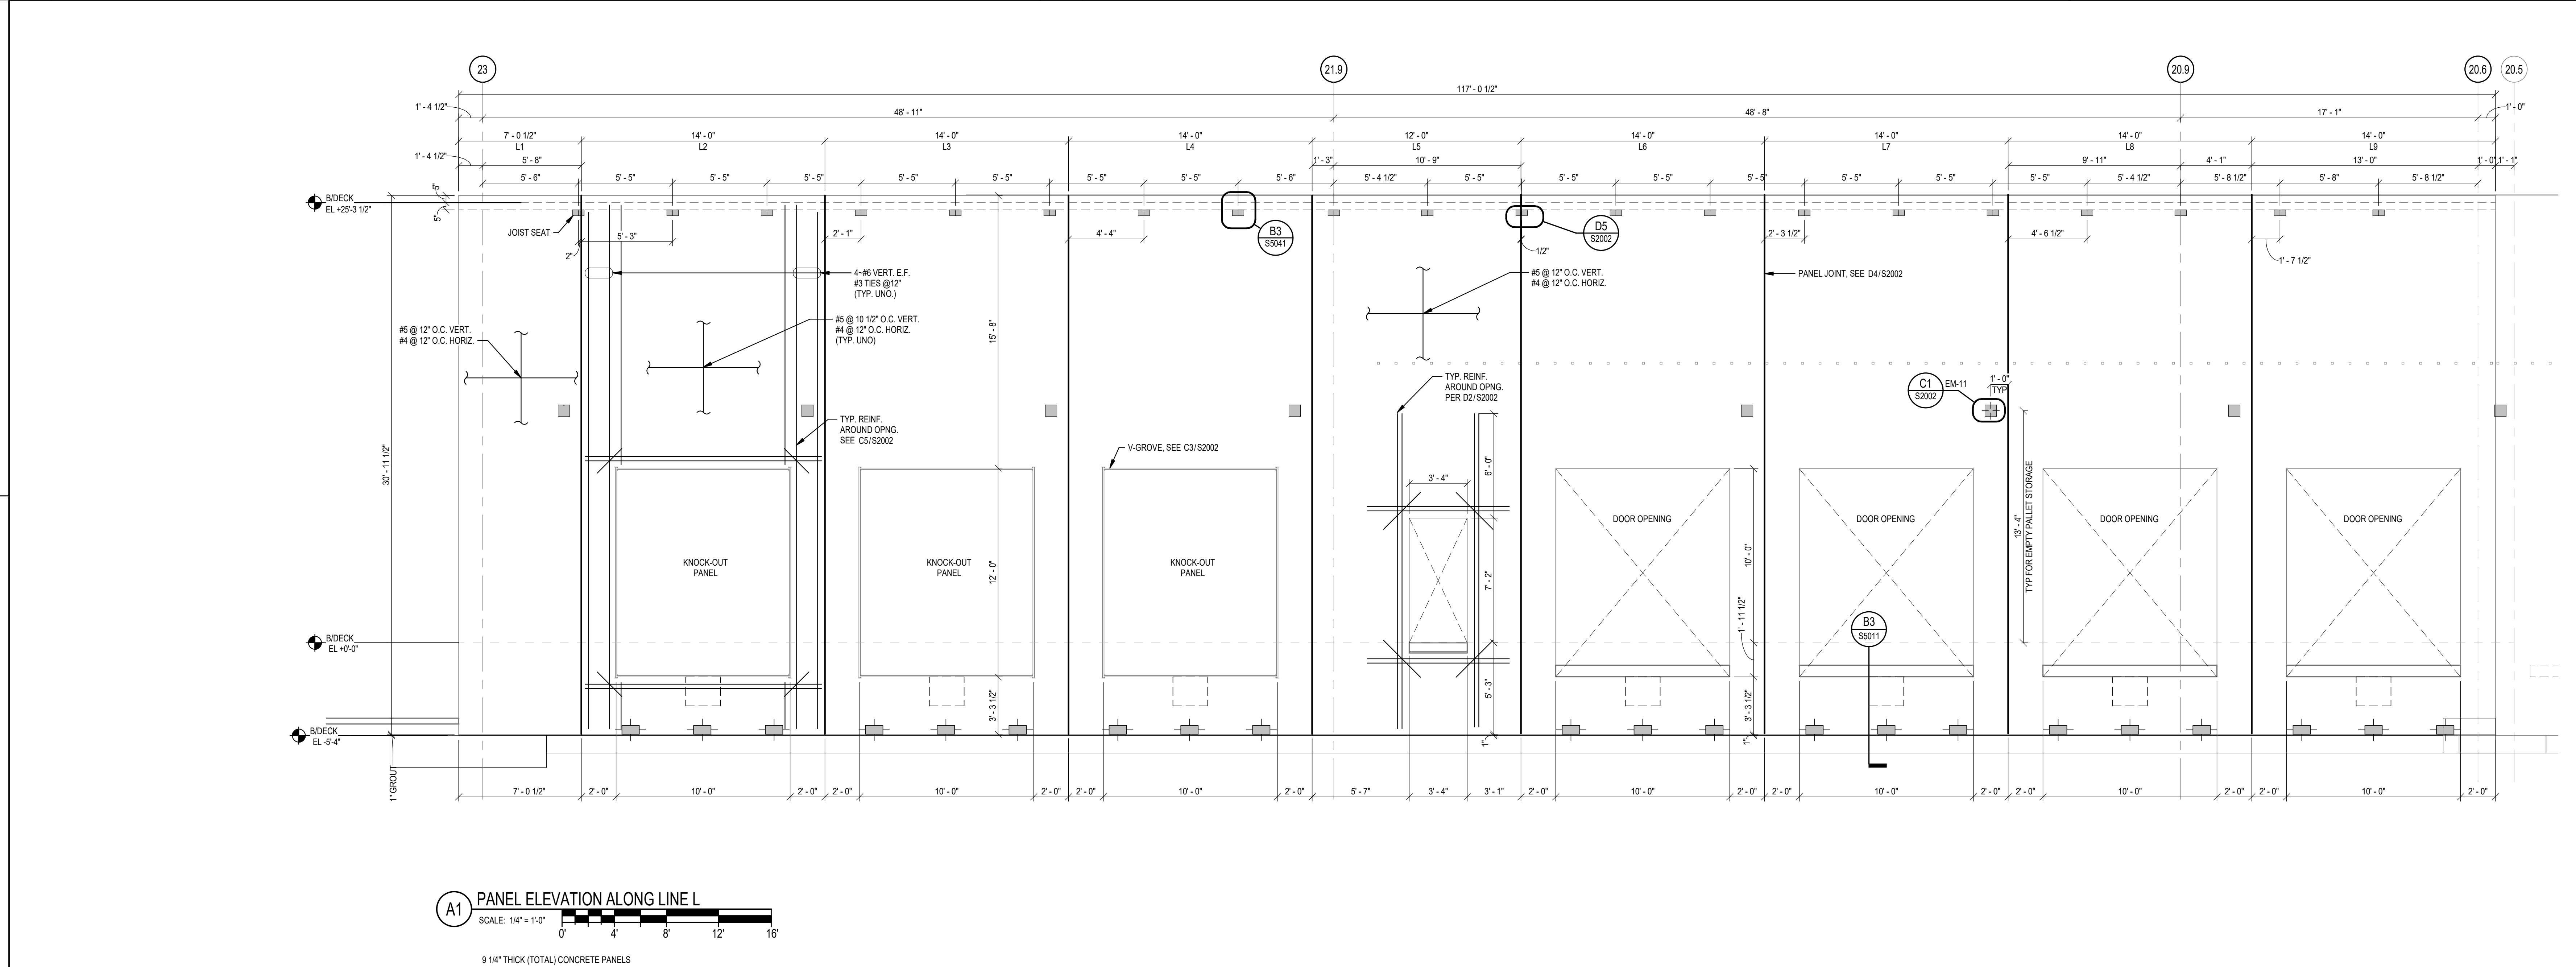 23
21.9
20.9
20.6
20.5
117' - 0 1/2"
1' - 4 1/2"
48' - 11"
48' - 8"
17' - 1"
1' - 0"
7' - 0 1/2"
14' - 0"
14' - 0"
14' - 0"
12' - 0"
14' - 0"
14' - 0"
14' - 0"
14' - 0"
L1
L2
L3
L4
L5
L6
L7
L8
L9
1' - 4 1/2"
5' - 8"
1' - 3"
10' - 9"
9' - 11"
4' - 1"
13' - 0"
1' - 0"
1' - 1"
5' - 6"
5' - 5"
5' - 5"
5' - 5"
5' - 5"
5' - 5"
5' - 5"
5' - 5"
5' - 6"
5' - 4 1/2"
5' - 5"
5' - 5"
5' - 5"
5' - 5"
5' - 5"
5' - 5"
5' - 5"
5' - 5"
5' - 4 1/2"
5' - 8 1/2"
5' - 8"
5' - 8 1/2"
B/DECK
EL +25'-3 1/2"
5"
5"
JOIST SEAT
5' - 3"
2"
2' - 1"
4' - 4"
B3
S5041
D5
S2002
1/2"
2' - 3 1/2"
4' - 6 1/2"
1' - 7 1/2"
4~#6 VERT. E.F.
#3 TIES @12"
(TYP. UNO.)
#5 @ 12" O.C. VERT.
#4 @ 12" O.C. HORIZ.
PANEL JOINT, SEE D4/S2002
#5 @ 10 1/2" O.C. VERT.
#4 @ 12" O.C. HORIZ.
(TYP. UNO)
#5 @ 12" O.C. VERT.
#4 @ 12" O.C. HORIZ.
15' - 8"
TYP. REINF.
AROUND OPNG.
PER D2/S2002
C1
S2002
EM-11
1' - 0"
TYP
TYP. REINF.
AROUND OPNG.
SEE C5/S2002
V-GROVE, SEE C3/S2002
30' - 11 1/2"
6' - 0"
3' - 4"
DOOR OPENING
DOOR OPENING
DOOR OPENING
DOOR OPENING
13' - 4"
TYP FOR EMPTY PALLET STORAGE
10' - 0"
KNOCK-OUT
PANEL
KNOCK-OUT
PANEL
KNOCK-OUT
PANEL
12' - 0"
7' - 2"
1' - 11 1/2"
B3
S5011
B/DECK
EL +0'-0"
5' - 3"
3' - 3 1/2"
3' - 3 1/2"
B/DECK
EL -5'-4"
1"
1"
1" GROUT
7' - 0 1/2"
2' - 0"
10' - 0"
2' - 0"
2' - 0"
10' - 0"
2' - 0"
2' - 0"
10' - 0"
2' - 0"
5' - 7"
3' - 4"
3' - 1"
2' - 0"
10' - 0"
2' - 0"
2' - 0"
10' - 0"
2' - 0"
2' - 0"
10' - 0"
2' - 0"
2' - 0"
10' - 0"
2' - 0"
A1
PANEL ELEVATION ALONG LINE L
SCALE: 1/4" = 1'-0"
0'
4'
8'
12'
16'
9 1/4" THICK (TOTAL) CONCRETE PANELS